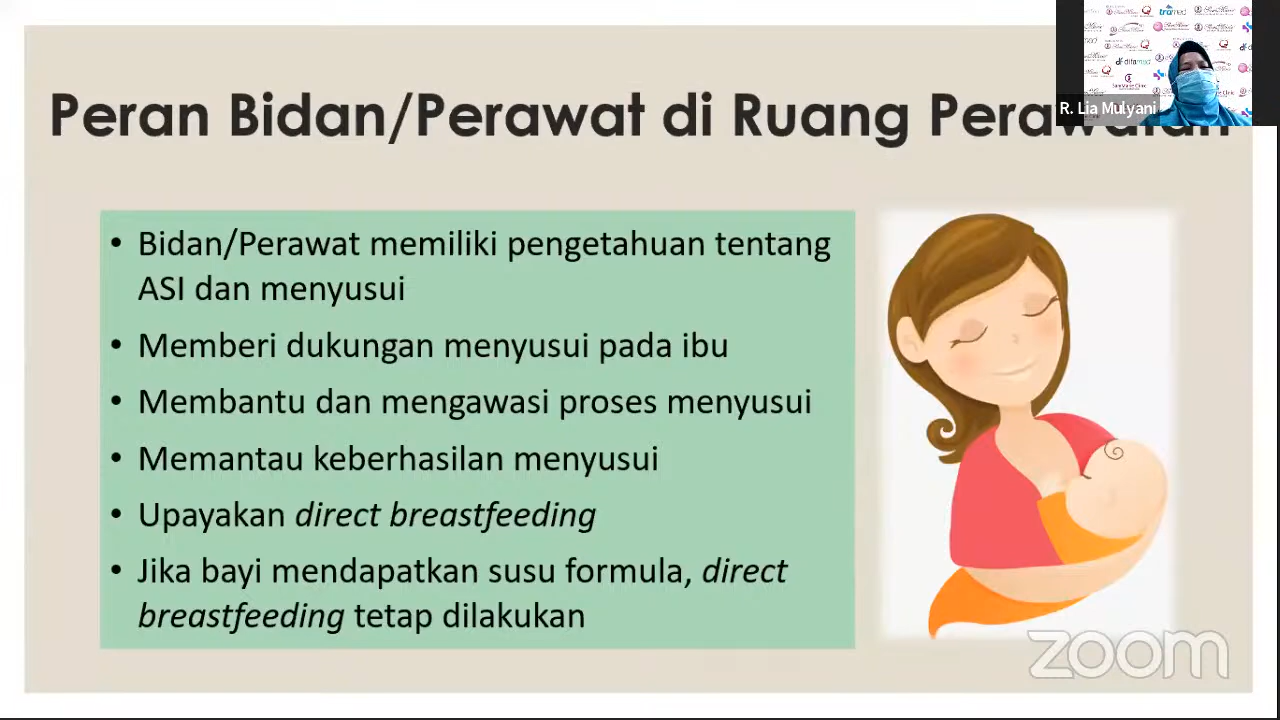 Peran Bidan/Perawat di Ruang Perawatan
R. Lia Mulyani
• Bidan/Perawat memiliki pengetahuan tentang
ASI dan menyusui
• Memberi dukungan menyusui pada ibu
• Membantu dan mengawasi proses menyusui
• Memantau keberhasilan menyusui
• Upayakan direct breastfeeding
• Jika bayi mendapatkan susu formula, direct
breastfeeding tetap dilakukan
zoom